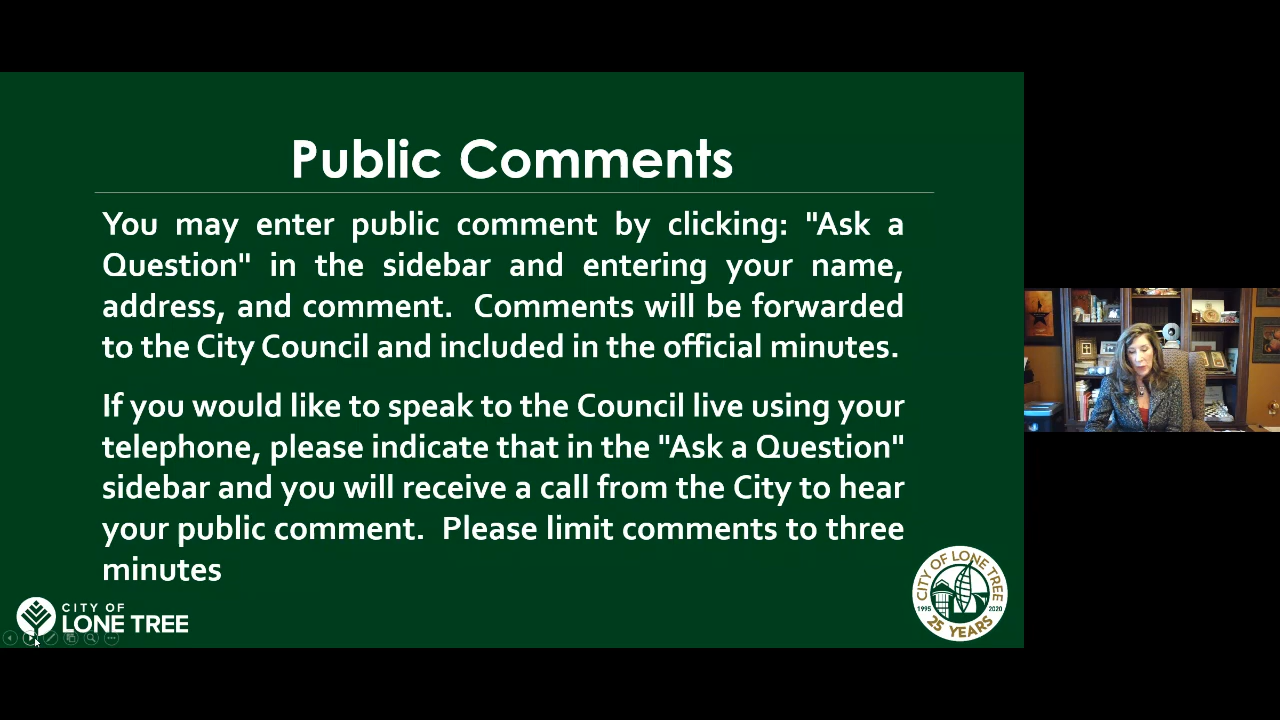 Public Comments
You may enter public comment by clicking: "Ask a
Question" in the sidebar and entering your name,
address, and comment.  Comments will be forwarded
to the City Council and included in the official minutes.
If you would like to speak to the Council live using your
telephone, please indicate that in the "Ask a Question"
sidebar and you will receive a call from the City to hear
your public comment.  Please limit comments to three
minutes
CITY OF
LONE TREE
CITY OF LONE TREE
1995 2020
25 YEARS